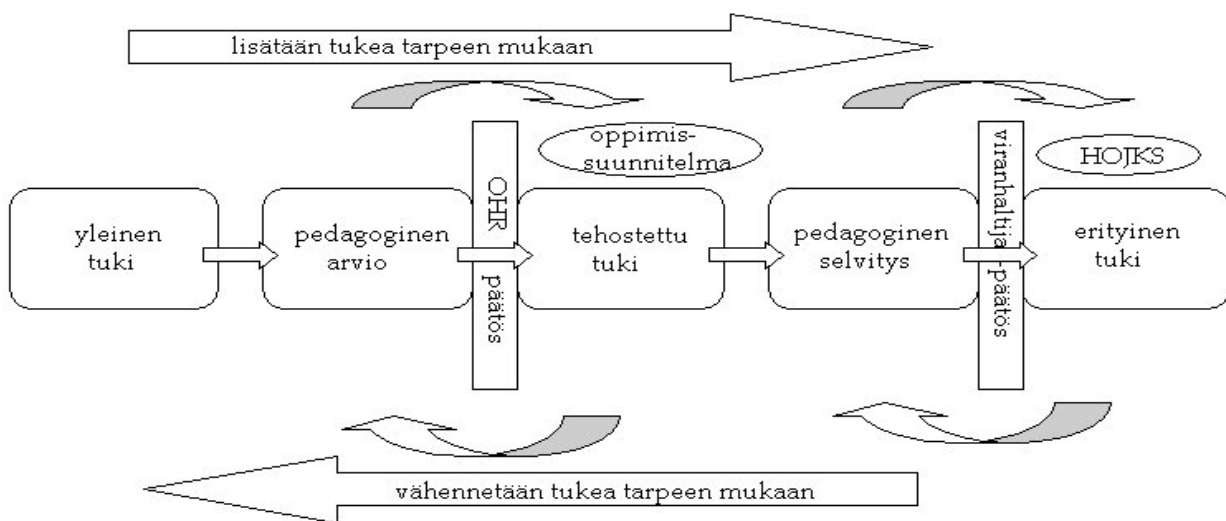 lisätään tukea tarpeen mukaan
oppimis-
suunnitelma
HOJKS
yleinen
tuki
pedagoginen
arvio
OHR päätös
tehostettu
tuki
pedagoginen
selvitys
viranhaltija -päätös
erityinen
tuki
vähennetään tukea tarpeen mukaan